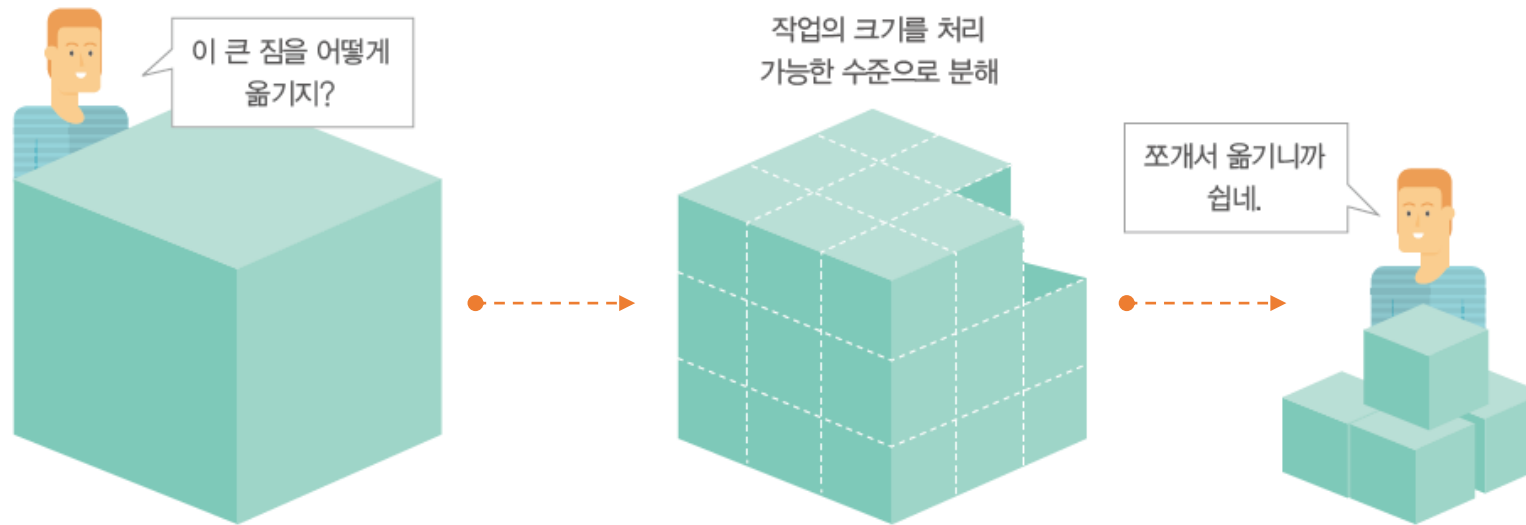 이 큰 짐을 어떻게
옮기지?
작업의 크기를 처리
가능한 수준으로 분해
쪼개서 옮기니까
쉽네.